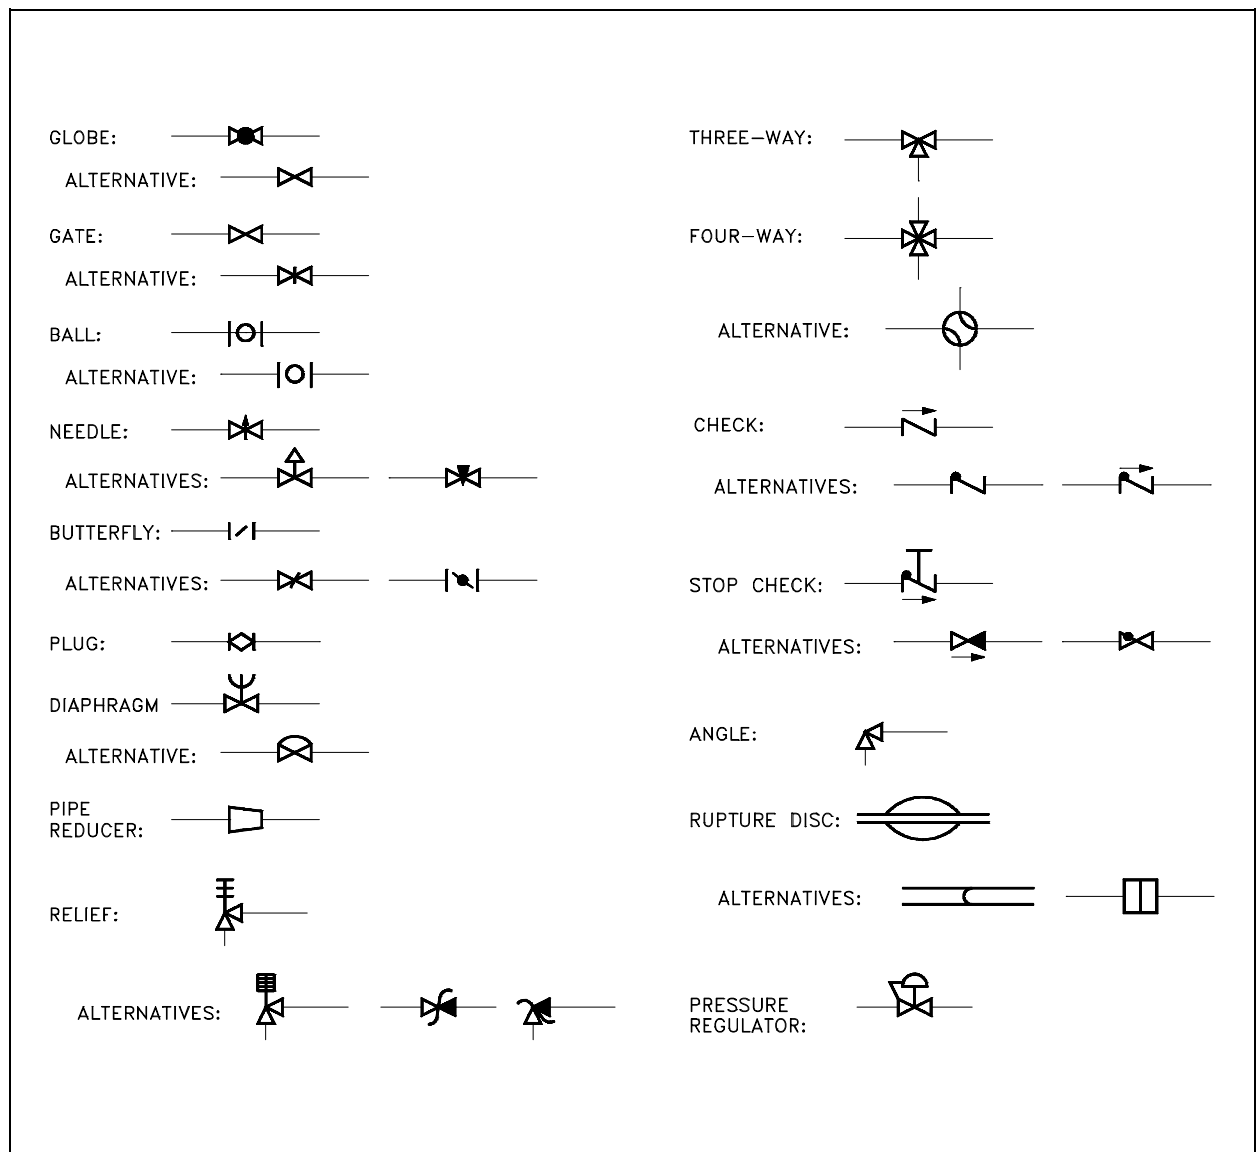 GLOBE:
ALTERNATIVE:
GATE:
ALTERNATIVE:
BALL:
ALTERNATIVE:
NEEDLE:
ALTERNATIVES:
BUTTERFLY:
ALTERNATIVES:
PLUG:
DIAPHRAGM
ALTERNATIVE:
PIPE
REDUCER:
RELIEF:
ALTERNATIVES:
THREE-WAY:
FOUR-WAY:
ALTERNATIVE:
CHECK:
ALTERNATIVES:
STOP CHECK:
ALTERNATIVES:
ANGLE:
RUPTURE DISC:
ALTERNATIVES:
PRESSURE
REGULATOR: